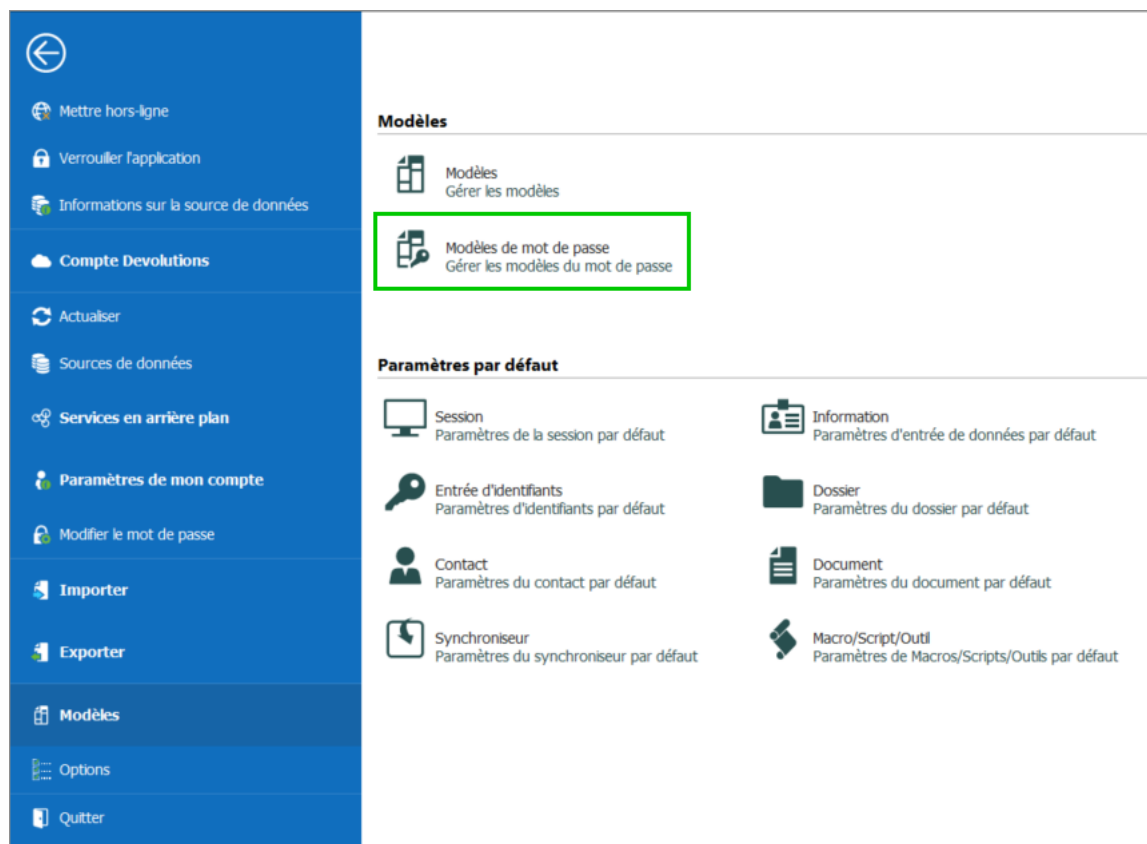 Mettre hors-ligne
Verrouiller l'application
Informations sur la source de données
Compte Devolutions
Actualiser
Sources de données
Services en arrière plan
Paramètres de mon compte
Modifier le mot de passe
Importer
Exporter
Modèles
Options
Quitter
Modèles
Modèles
Gérer les modèles
Modèles de mot de passe
Gérer les modèles du mot de passe
Paramètres par défaut
Session
Paramètres de la session par défaut
Information
Paramètres d'entrée de données par défaut
Entrée d'identifiants
Paramètres d'identifiants par défaut
Dossier
Paramètres du dossier par défaut
Contact
Paramètres du contact par défaut
Document
Paramètres du document par défaut
Synchroniseur
Paramètres du synchroniseur par défaut
Macro/Script/Outil
Paramètres de Macros/Scripts/Outils par défaut